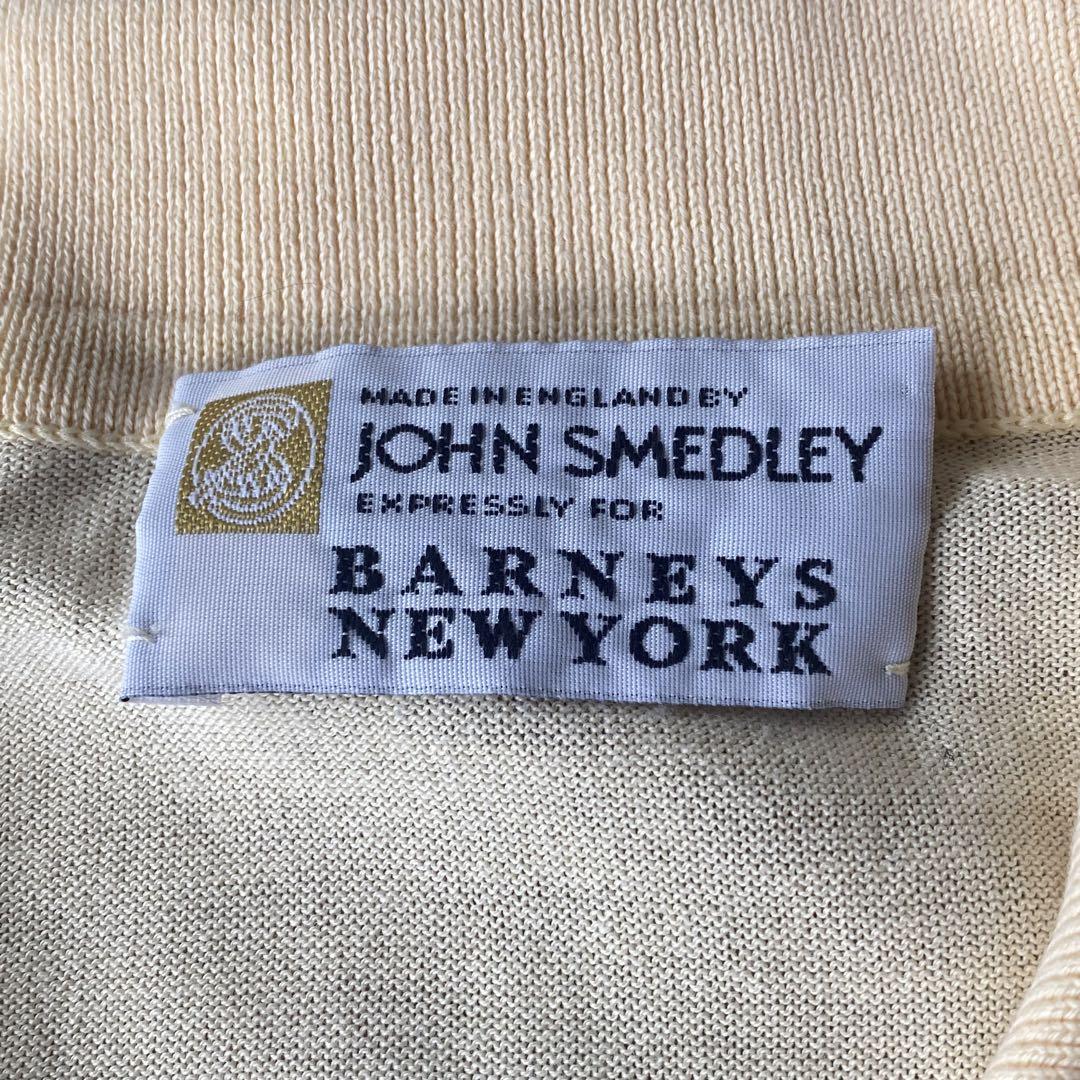 MADE IN ENGLAND BY
JOHN SMEDLEY
EXPRESSLY FOR
BARNEYS
NEW YORK